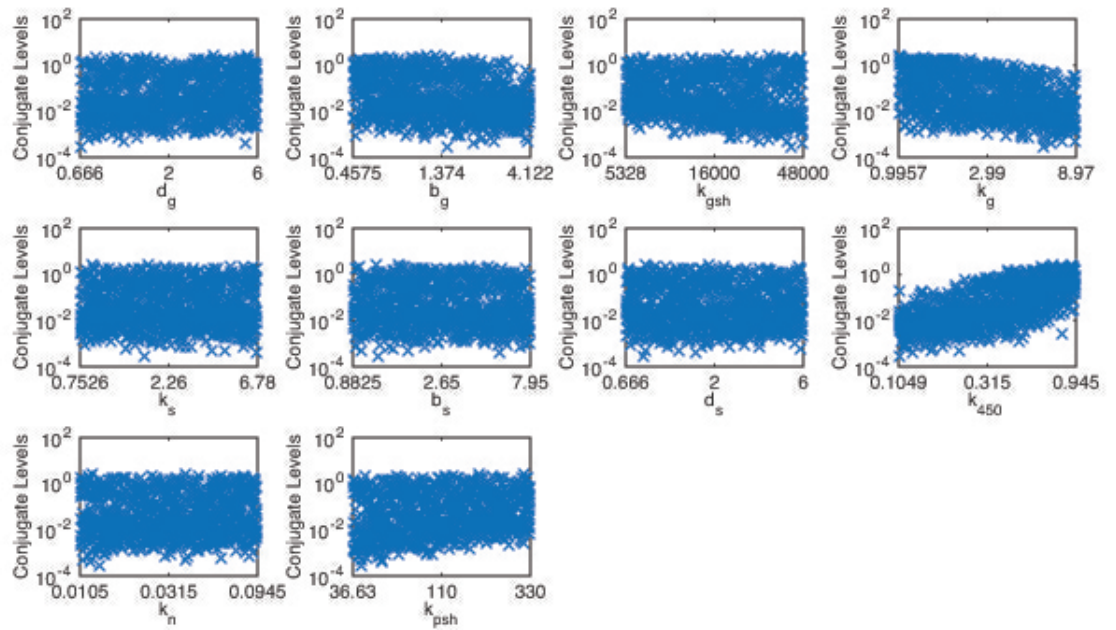 Conjugate Levels
10^2
10^0
10^-2
10^-4
0.666 2 6
d_g
Conjugate Levels
10^2
10^0
10^-2
10^-4
0.4575 1.374 4.122
b_g
Conjugate Levels
10^2
10^0
10^-2
10^-4
5328 16000 48000
k_gsh
Conjugate Levels
10^2
10^0
10^-2
10^-4
0.9957 2.99 8.97
k_g
Conjugate Levels
10^2
10^0
10^-2
10^-4
0.7526 2.26 6.78
k_s
Conjugate Levels
10^2
10^0
10^-2
10^-4
0.8825 2.65 7.95
b_s
Conjugate Levels
10^2
10^0
10^-2
10^-4
0.666 2 6
d_s
Conjugate Levels
10^2
10^0
10^-2
10^-4
0.1049 0.315 0.945
k_450
Conjugate Levels
10^2
10^0
10^-2
10^-4
0.0105 0.0315 0.0945
k_n
Conjugate Levels
10^2
10^0
10^-2
10^-4
36.63 110 330
k_psh